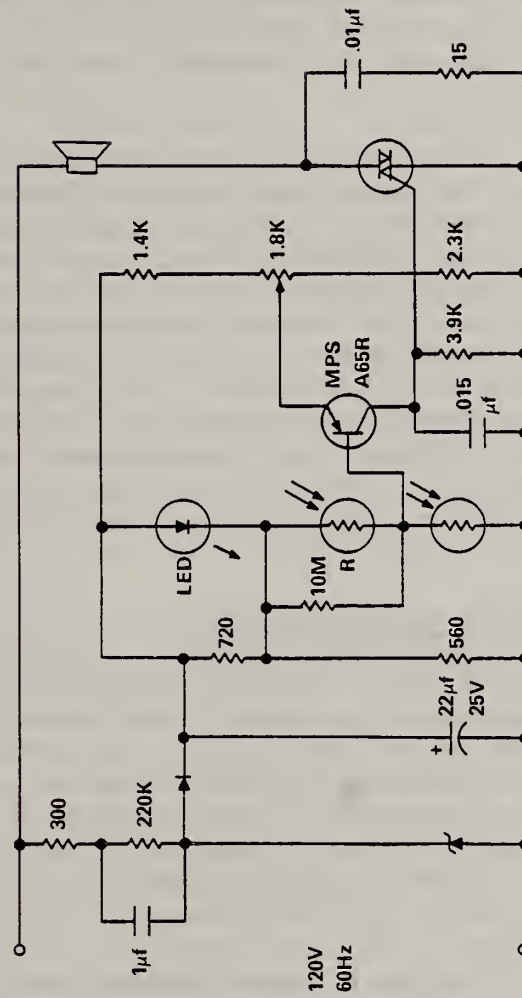 120V
60Hz
1μf
300
220K
22μf
25V
+
720
560
LED
10M
R
MPS
A65R
.015
μf
3.9K
1.4K
1.8K
2.3K
.01μf
15